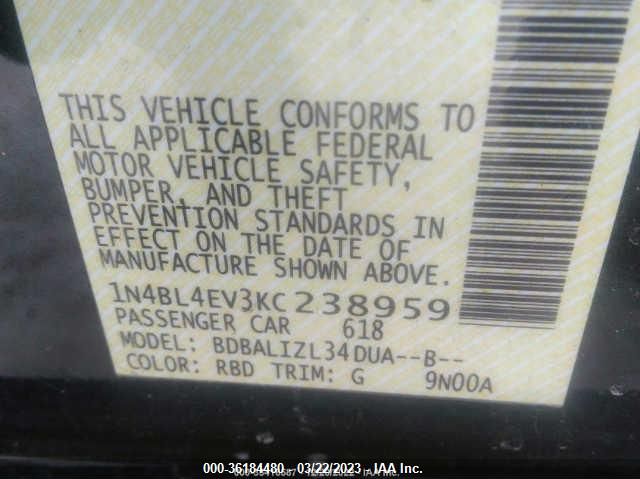 THIS VEHICLE CONFORMS TO
ALL APPLICABLE FEDERAL
MOTOR VEHICLE SAFETY,
BUMPER, AND THEFT
PREVENTION STANDARDS IN
EFFECT ON THE DATE OF
MANUFACTURE SHOWN ABOVE.
1N4BL4EV3KC238959
PASSENGER CAR 618
MODEL: BDBALIZL34DUA--B--
COLOR: RBD TRIM: G 9N00A
000-36184480 - 03/22/2023 - IAA Inc.